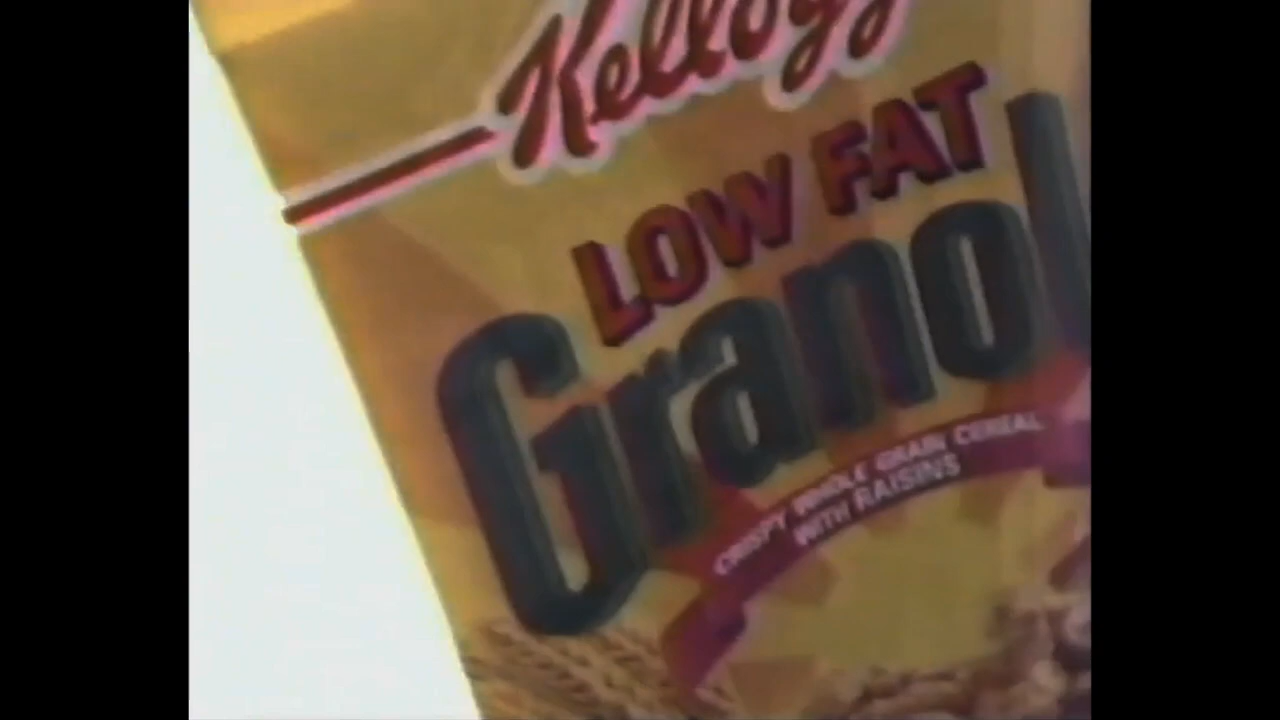 Kellogg
LOW FAT
Granol
CRISPY WHOLE GRAIN CEREAL
WITH RAISINS